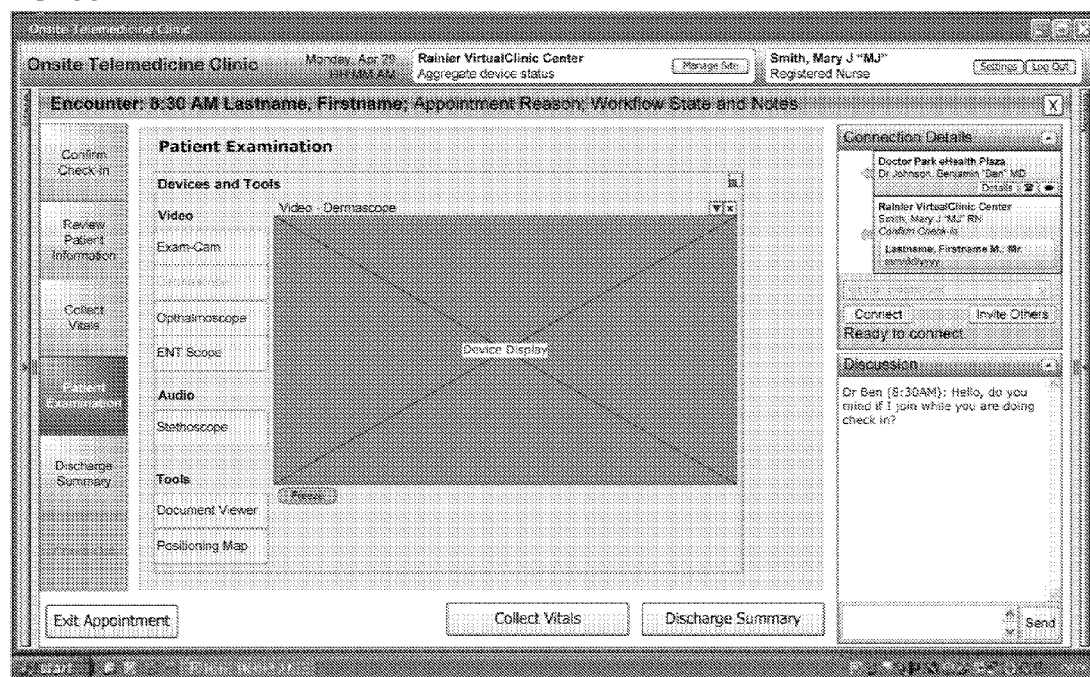 Onsite Telemedicine Clinic
Onsite Telemedicine Clinic
Monday, Apr 29
HH:MM AM
Rainier VirtualClinic Center
Aggregate device status
Manage Site
Smith, Mary J "MJ"
Registered Nurse
Settings
Log Out
Encounter: 8:30 AM Lastname, Firstname; Appointment Reason; Workflow State and Notes
X
Confirm
Check-in
Review
Patient
Information
Collect
Vitals
Patient
Examination
Discharge
Summary
Patient Examination
Devices and Tools
Video
Exam-Cam
Dermascope
Opthalmoscope
ENT Scope
Audio
Stethoscope
Tools
Document Viewer
Positioning Map
Video - Dermascope
Device Display
Freeze
Connection Details
Doctor Park eHealth Plaza
Dr Johnson, Benjamin "Ben" MD
Details
Rainier VirtualClinic Center
Smith, Mary J "MJ" RN
Confirm Check-in
Lastname, Firstname M., Mr.
mm/dd/yyyy
Connect
Invite Others
Ready to connect
Discussion
Dr Ben (8:30AM): Hello, do you
mind if I join while you are doing
check in?
Send
Exit Appointment
Collect Vitals
Discharge Summary